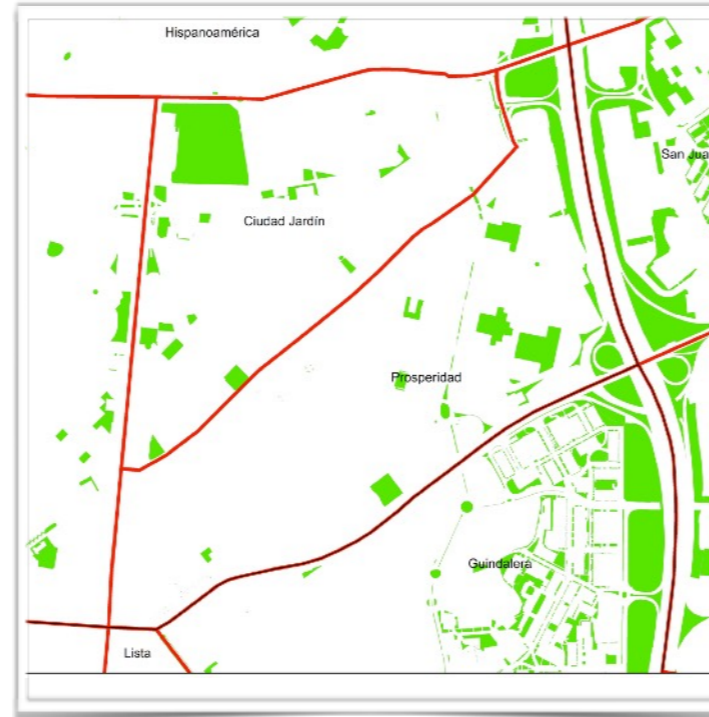 Hispanoamérica
San Jua
Ciudad Jardín
Prosperidad
Guindalera
Lista